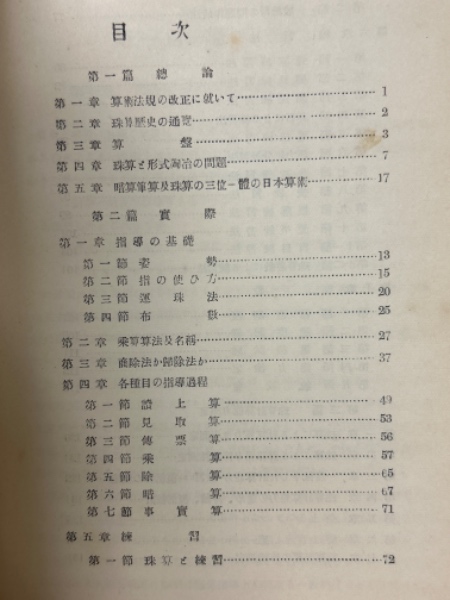 目次
第一篇 總論
第一章 算術法規の改正に就いて…………1
第二章 珠算歷史の通覽…………2
第三章 算盤…………3
第四章 珠算と形式陶冶の問題…………7
第五章 暗算筆算及珠算の三位一體の日本算術…………17
第二篇 實際
第一章 指導の基礎
第一節 姿勢…………13
第二節 指の使ひ方…………15
第三節 運珠法…………20
第四節 布數…………25
第二章 乘算算法及名稱…………27
第三章 商除法か歸除法か…………37
第四章 各種目の指導過程
第一節 讀上算…………49
第二節 見取算…………53
第三節 傳票算…………56
第四節 乘算…………57
第五節 除算…………65
第六節 暗算…………67
第七節 事實算…………71
第五章 練習
第一節 珠算と練習…………72